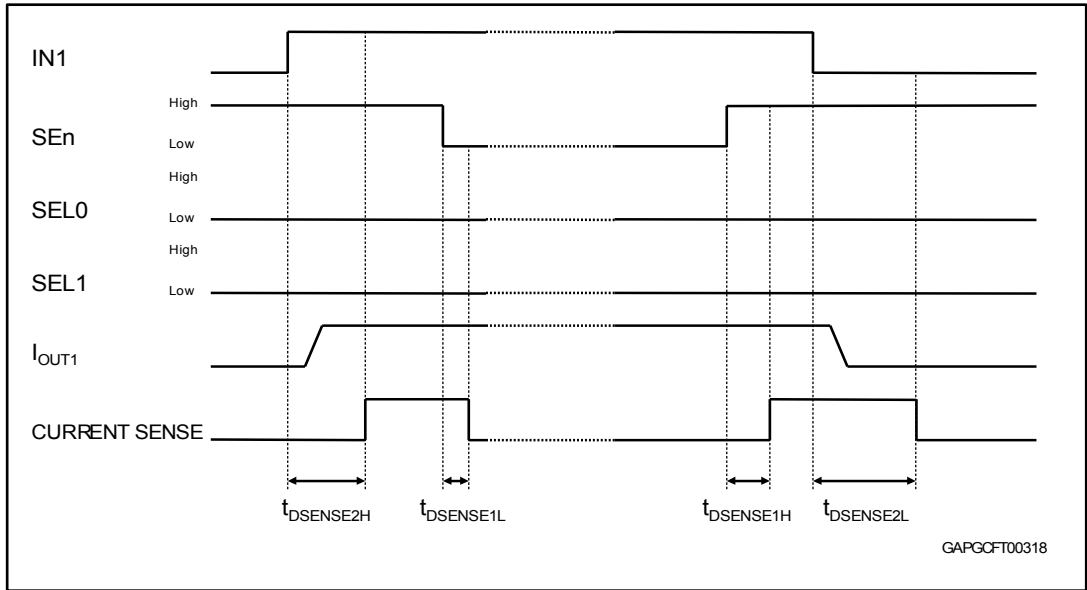 IN1
High
SEn
Low
High
SEL0
Low
High
SEL1
Low
IOUT1
CURRENT SENSE
tDSENSE2H tDSENSE1L tDSENSE1H tDSENSE2L
GAPGCFT00318